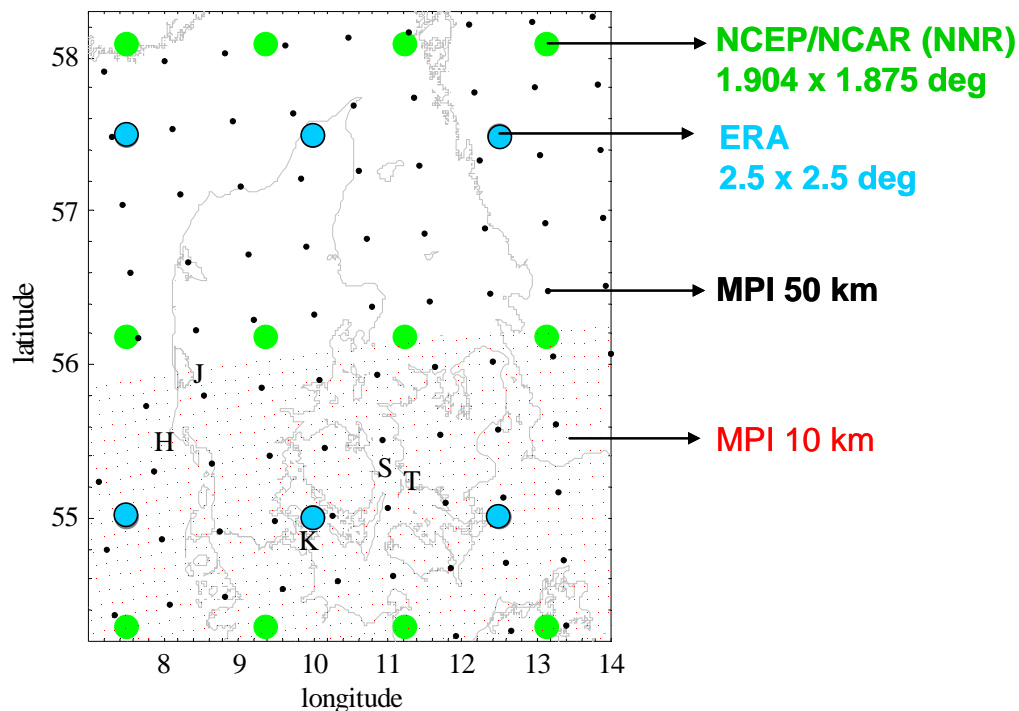 58
57
56
55
latitude
8 9 10 11 12 13 14
longitude
J
H
S
T
K
NCEP/NCAR (NNR)
1.904 x 1.875 deg
ERA
2.5 x 2.5 deg
MPI 50 km
MPI 10 km